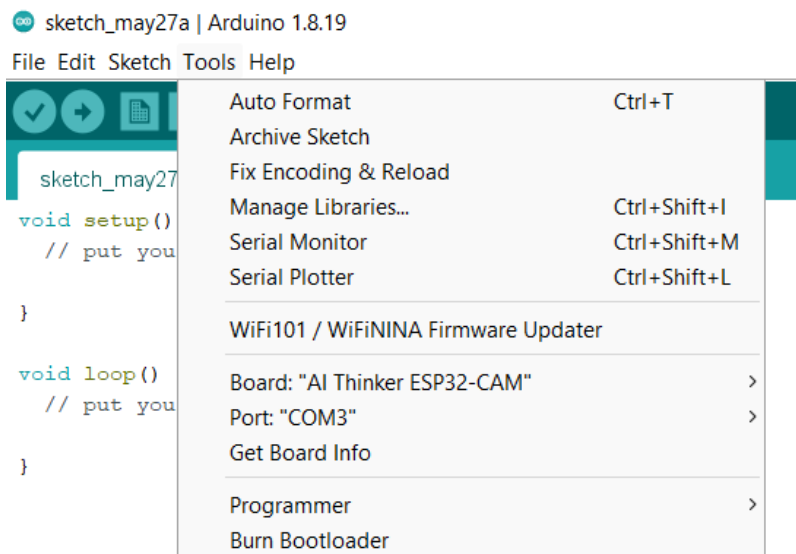 sketch_may27a | Arduino 1.8.19
File Edit Sketch Tools Help
Auto Format Ctrl+T
Archive Sketch
Fix Encoding & Reload
Manage Libraries... Ctrl+Shift+I
Serial Monitor Ctrl+Shift+M
Serial Plotter Ctrl+Shift+L
WiFi101 / WiFiNINA Firmware Updater
Board: "AI Thinker ESP32-CAM"
Port: "COM3"
Get Board Info
Programmer
Burn Bootloader
sketch_may27
void setup()
// put you
}
void loop()
// put you
}